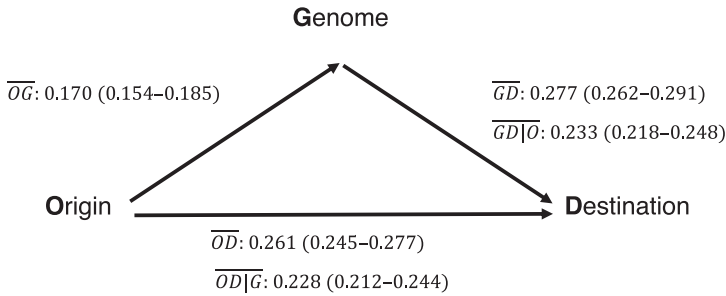 Genome
OG: 0.170 (0.154–0.185)
GD: 0.277 (0.262–0.291)
GD|O: 0.233 (0.218–0.248)
Origin
Destination
OD: 0.261 (0.245–0.277)
OD|G: 0.228 (0.212–0.244)